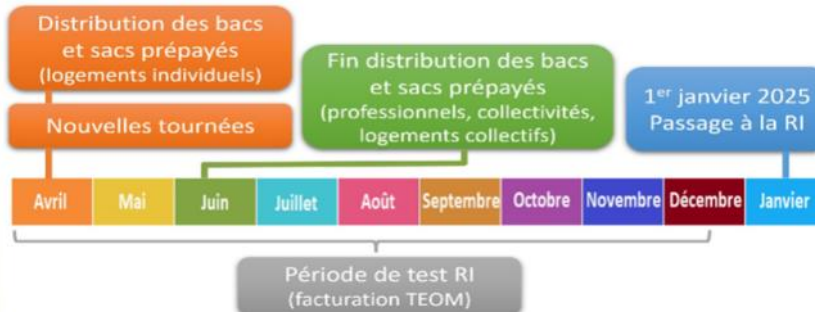 Distribution des bacs
et sacs prépayés
(logements individuels)
Nouvelles tournées
Fin distribution des bacs
et sacs prépayés
(professionnels, collectivités,
logements collectifs)
1er janvier 2025
Passage à la RI
Avril Mai Juin Juillet Août Septembre Octobre Novembre Décembre Janvier
Période de test RI
(facturation TEOM)